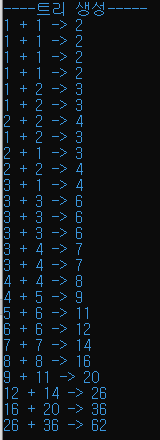 ----트리 생성-----
1 + 1 -> 2
1 + 1 -> 2
1 + 1 -> 2
1 + 1 -> 2
1 + 2 -> 3
1 + 2 -> 3
2 + 2 -> 4
1 + 2 -> 3
2 + 1 -> 3
2 + 2 -> 4
3 + 1 -> 4
3 + 3 -> 6
3 + 3 -> 6
3 + 3 -> 6
3 + 4 -> 7
3 + 4 -> 7
4 + 4 -> 8
4 + 5 -> 9
5 + 6 -> 11
6 + 6 -> 12
7 + 7 -> 14
8 + 8 -> 16
9 + 11 -> 20
12 + 14 -> 26
16 + 20 -> 36
26 + 36 -> 62